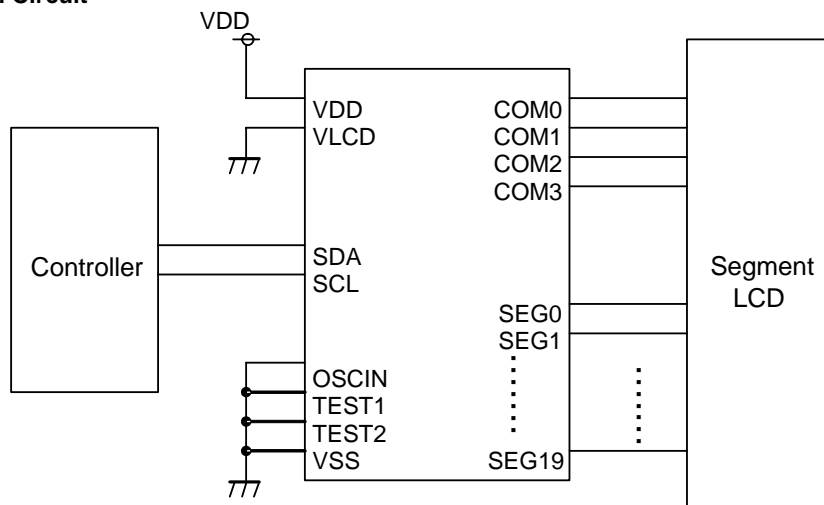 Circuit
VDD
VDD
VLCD
SDA
SCL
OSCIN
TEST1
TEST2
VSS
COM0
COM1
COM2
COM3
SEG0
SEG1
SEG19
Controller
Segment
LCD